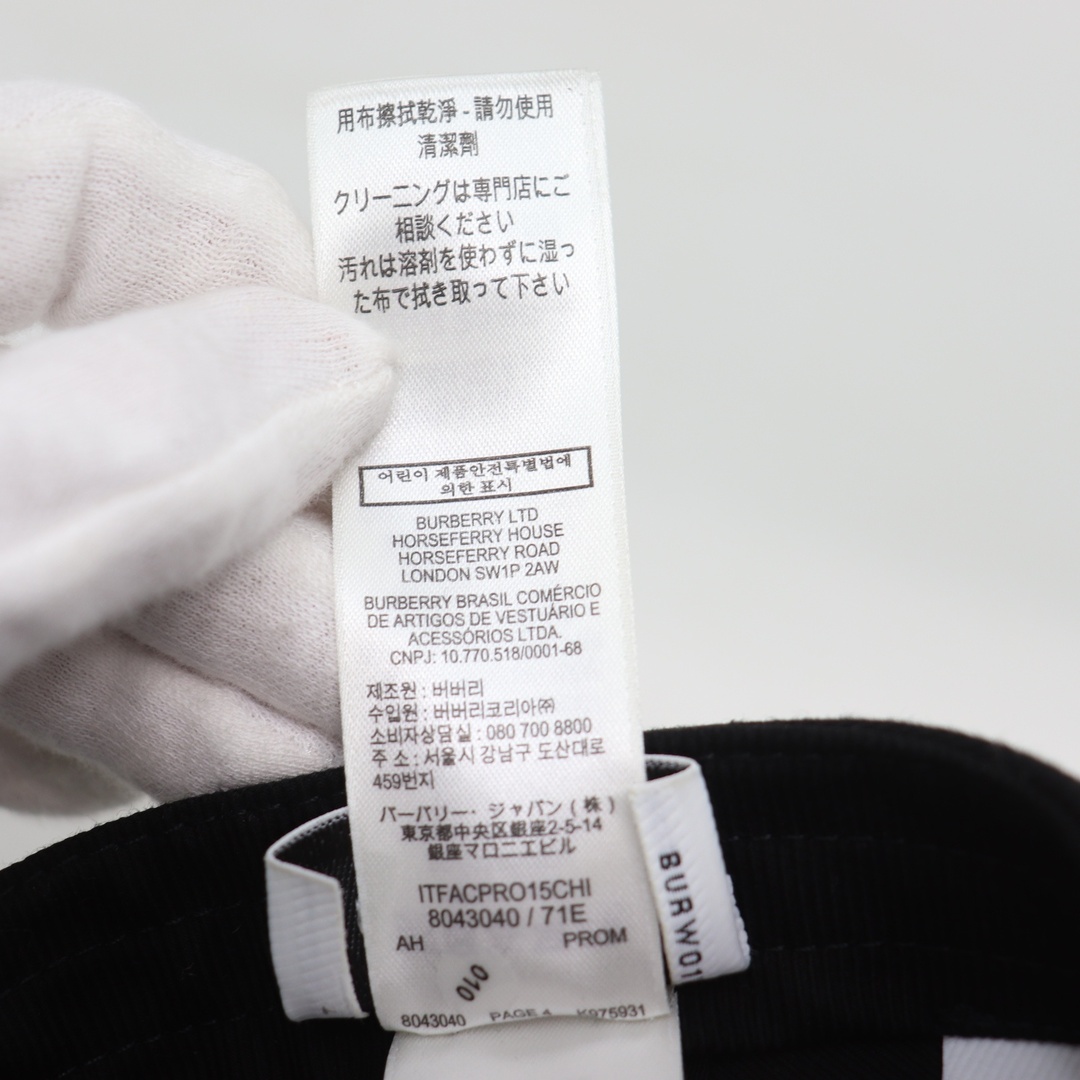 用布擦拭乾淨 - 請勿使用
清潔劑
クリーニングは専門店にご
相談ください
汚れは溶剤を使わずに湿っ
た布で拭き取って下さい
어린이 제품안전특별법에
의한 표시
BURBERRY LTD
HORSEFERRY HOUSE
HORSEFERRY ROAD
LONDON SW1P 2AW
BURBERRY BRASIL COMÉRCIO
DE ARTIGOS DE VESTUÁRIO E
ACESSÓRIOS LTDA.
CNPJ: 10.770.518/0001-68
제조원 : 버버리
수입원 : 버버리코리아㈜
소비자상담실 : 080 700 8800
주 소 : 서울시 강남구 도산대로
459번지
バーバリー・ジャパン ( 株 )
東京都中央区銀座2-5-14
銀座マロニエビル
ITFACPRO15CHI
8043040 / 71E
AH PROM
010
8043040 PAGE 4 K975931
BURW01